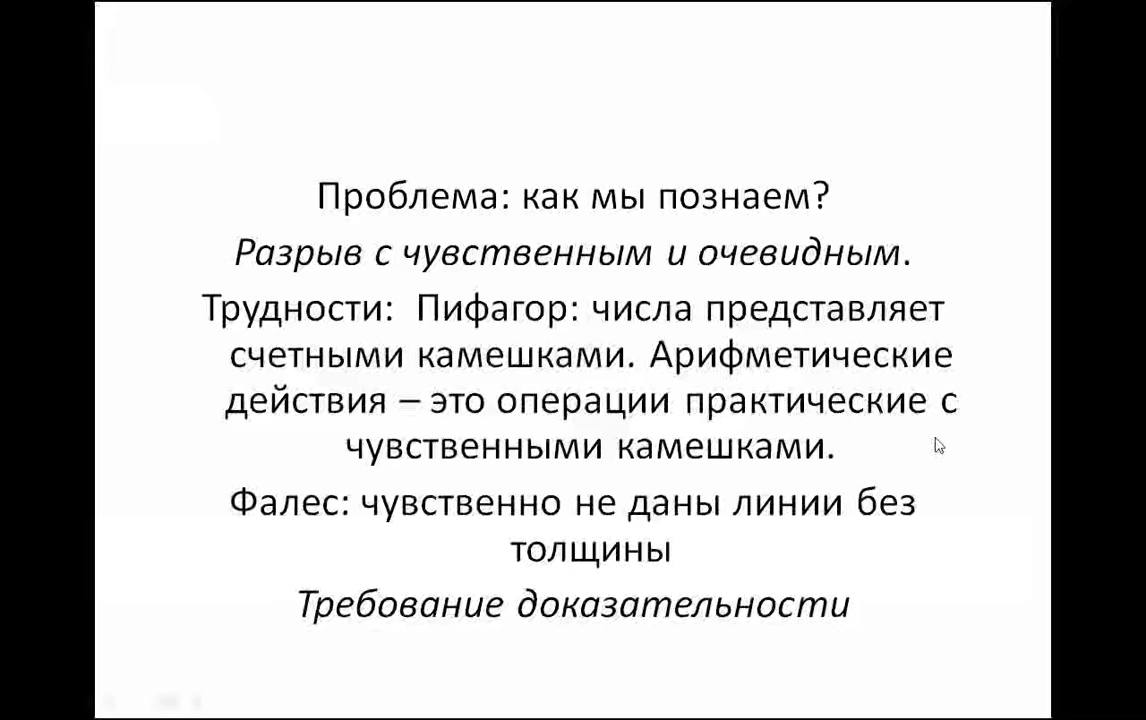 Проблема: как мы познаем?
Разрыв с чувственным и очевидным.
Трудности: Пифагор: числа представляет
счетными камешками. Арифметические
действия – это операции практические с
чувственными камешками.
Фалес: чувственно не даны линии без
толщины
Требование доказательности